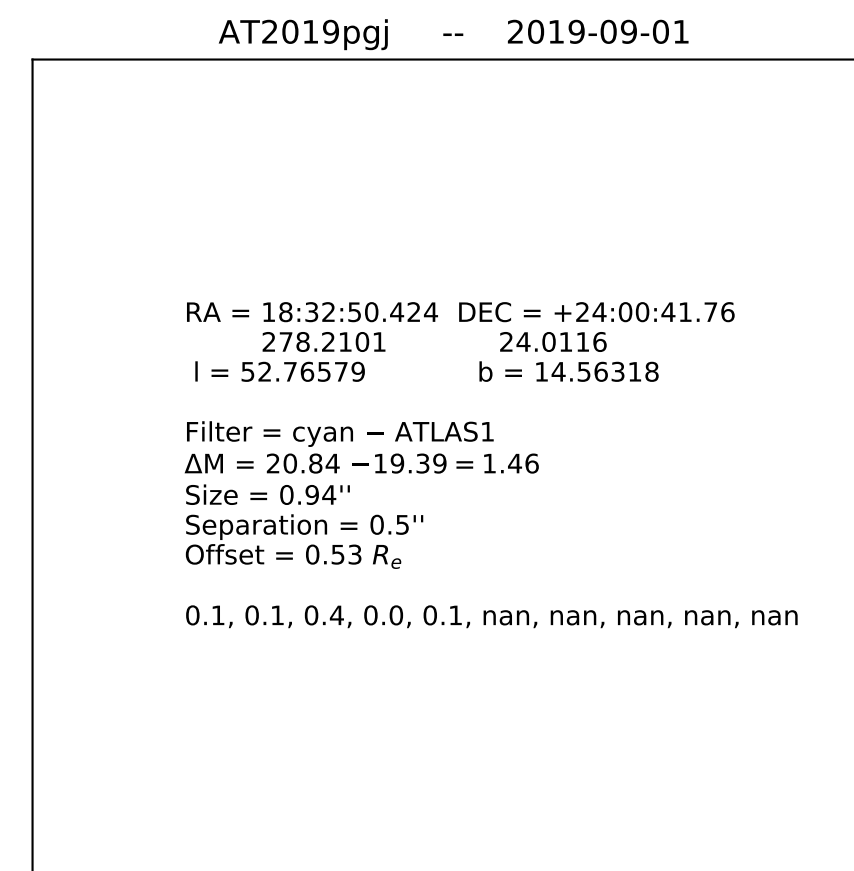 AT2019pgj -- 2019-09-01
RA = 18:32:50.424 DEC = +24:00:41.76
278.2101 24.0116
l = 52.76579 b = 14.56318
Filter = cyan − ATLAS1
ΔM = 20.84 −19.39 = 1.46
Size = 0.94''
Separation = 0.5''
Offset = 0.53 Rₑ
0.1, 0.1, 0.4, 0.0, 0.1, nan, nan, nan, nan, nan